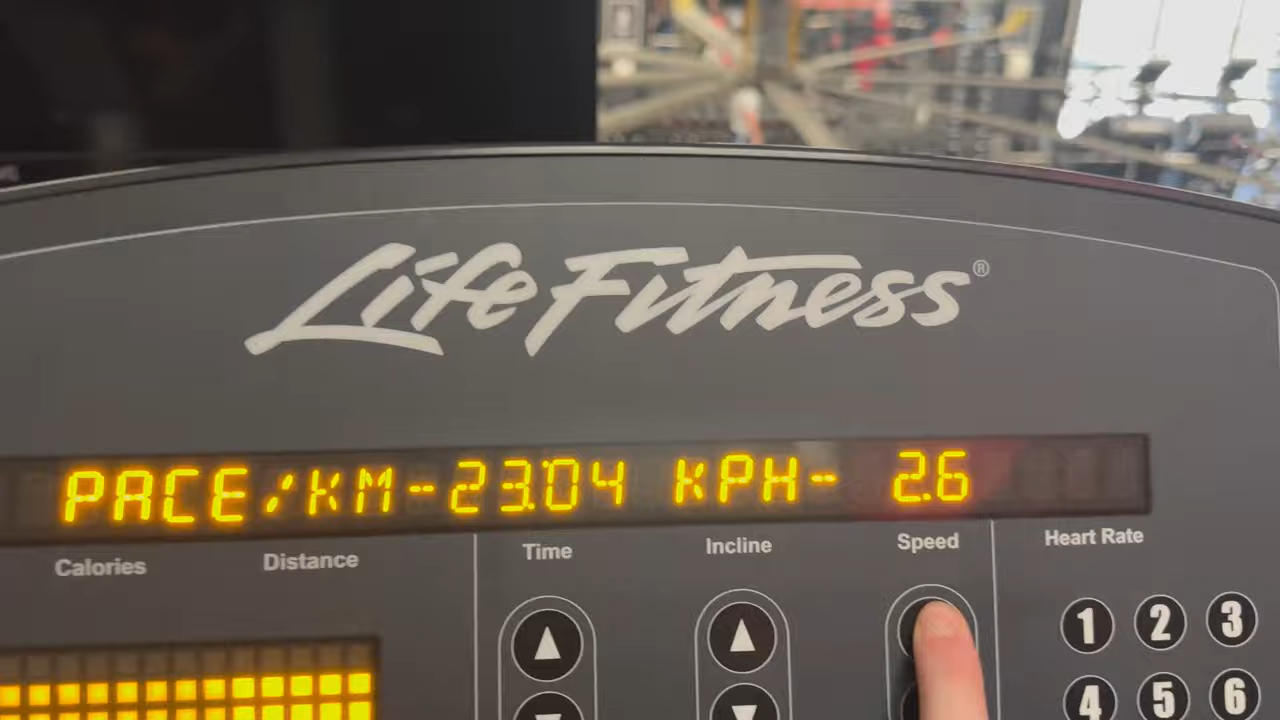 LifeFitness®
PACE/KM-23:04 KPH- 2.6
Calories Distance Time Incline Speed Heart Rate
1 2 3
4 5 6